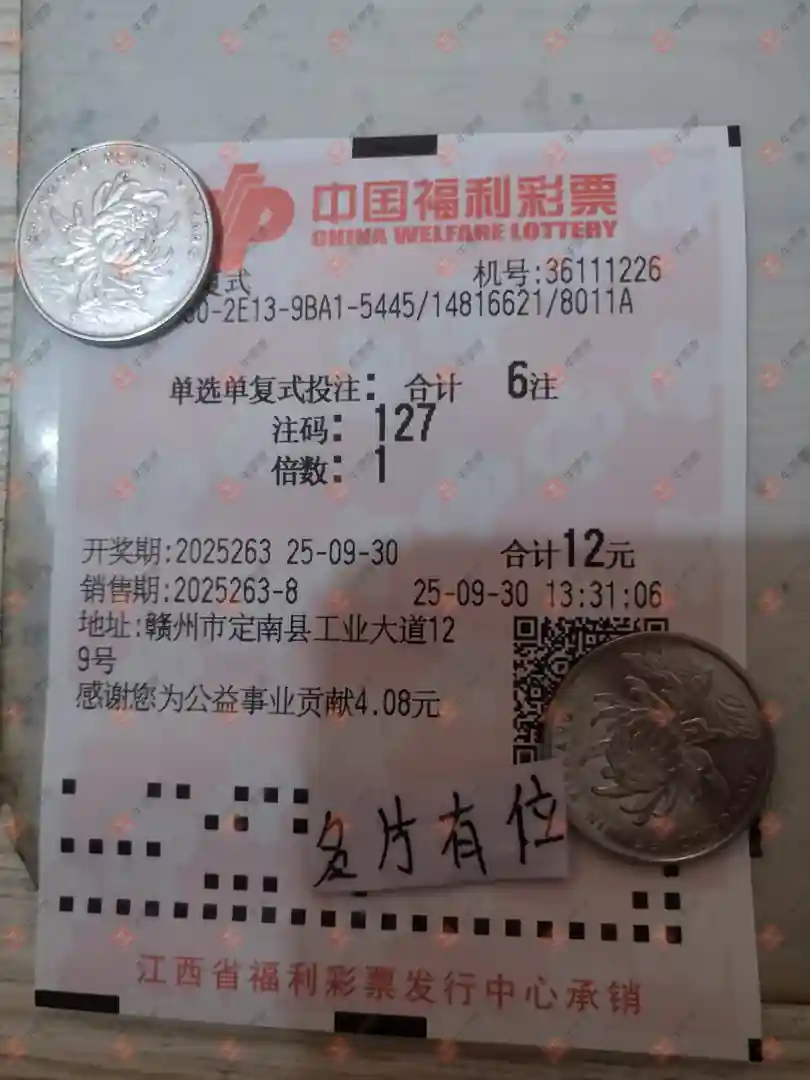 中国福利彩票
CHINA WELFARE LOTTERY
复式 机号:36111226
0-2E13-9BA1-5445/14816621/8011A
单选单复式投注: 合计 6注
注码: 127
倍数: 1
开奖期:2025263 25-09-30 合计12元
销售期:2025263-8 25-09-30 13:31:06
地址:赣州市定南县工业大道12
9号
感谢您为公益事业贡献4.08元
名片有位
江西省福利彩票发行中心承销